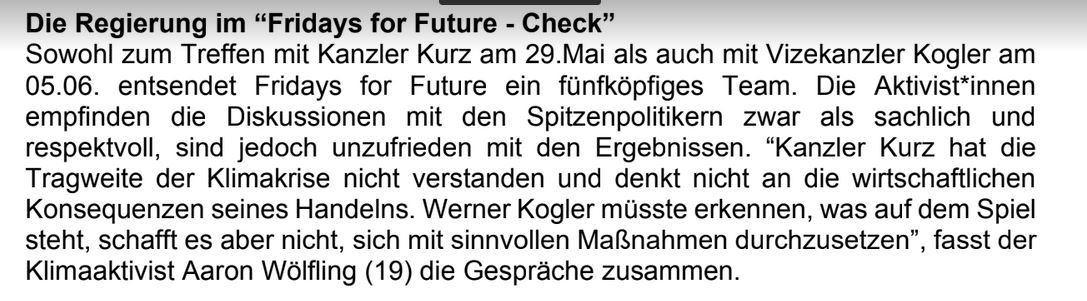 Die Regierung im “Fridays for Future - Check”
Sowohl zum Treffen mit Kanzler Kurz am 29.Mai als auch mit Vizekanzler Kogler am
05.06. entsendet Fridays for Future ein fünfköpfiges Team. Die Aktivist*innen
empfinden die Diskussionen mit den Spitzenpolitikern zwar als sachlich und
respektvoll, sind jedoch unzufrieden mit den Ergebnissen. “Kanzler Kurz hat die
Tragweite der Klimakrise nicht verstanden und denkt nicht an die wirtschaftlichen
Konsequenzen seines Handelns. Werner Kogler müsste erkennen, was auf dem Spiel
steht, schafft es aber nicht, sich mit sinnvollen Maßnahmen durchzusetzen”, fasst der
Klimaaktivist Aaron Wölfling (19) die Gespräche zusammen.